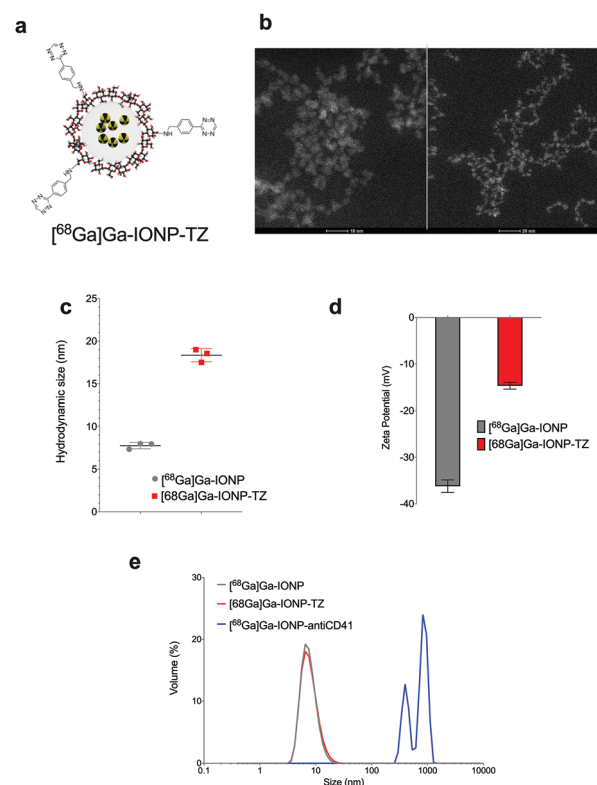 a
N=N
N N
HN
NH
N=N
N-N
HN
N N
N=N
[⁶⁸Ga]Ga-IONP-TZ
b
10 nm
20 nm
c
Hydrodynamic size (nm)
25
20
15
10
5
0
[⁶⁸Ga]Ga-IONP
[68Ga]Ga-IONP-TZ
d
Zeta Potential (mV)
0
-10
-20
-30
-40
[⁶⁸Ga]Ga-IONP
[68Ga]Ga-IONP-TZ
e
Volume (%)
30
20
10
0
[⁶⁸Ga]Ga-IONP
[68Ga]Ga-IONP-TZ
[⁶⁸Ga]Ga-IONP-antiCD41
0.1 1 10 100 1000 10000
Size (nm)